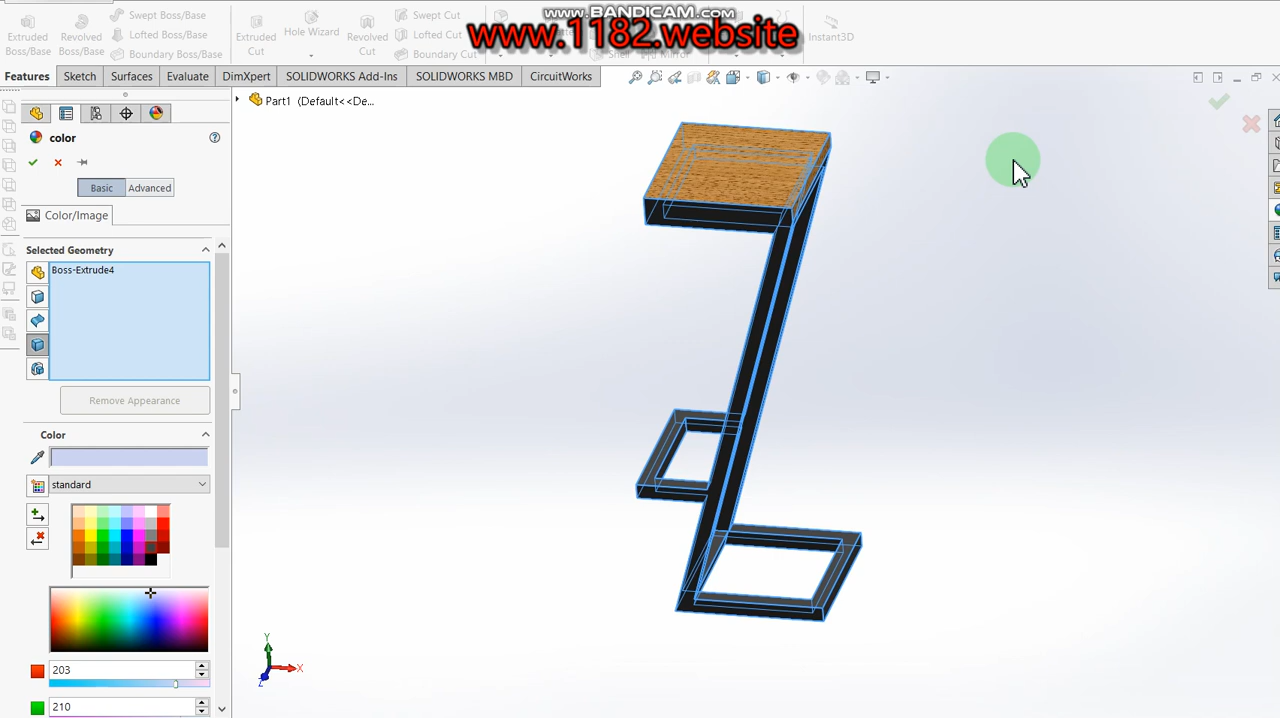 www.BANDICAM.com
www.1182.website
Extruded Boss/Base
Revolved Boss/Base
Swept Boss/Base
Lofted Boss/Base
Boundary Boss/Base
Extruded Cut
Hole Wizard
Revolved Cut
Swept Cut
Lofted Cut
Boundary Cut
Shell
Mirror
Instant3D
Features
Sketch
Surfaces
Evaluate
DimXpert
SOLIDWORKS Add-Ins
SOLIDWORKS MBD
CircuitWorks
Part1 (Default<<De...
color
Basic
Advanced
Color/Image
Selected Geometry
Boss-Extrude4
Remove Appearance
Color
standard
203
210
Y
X
Z